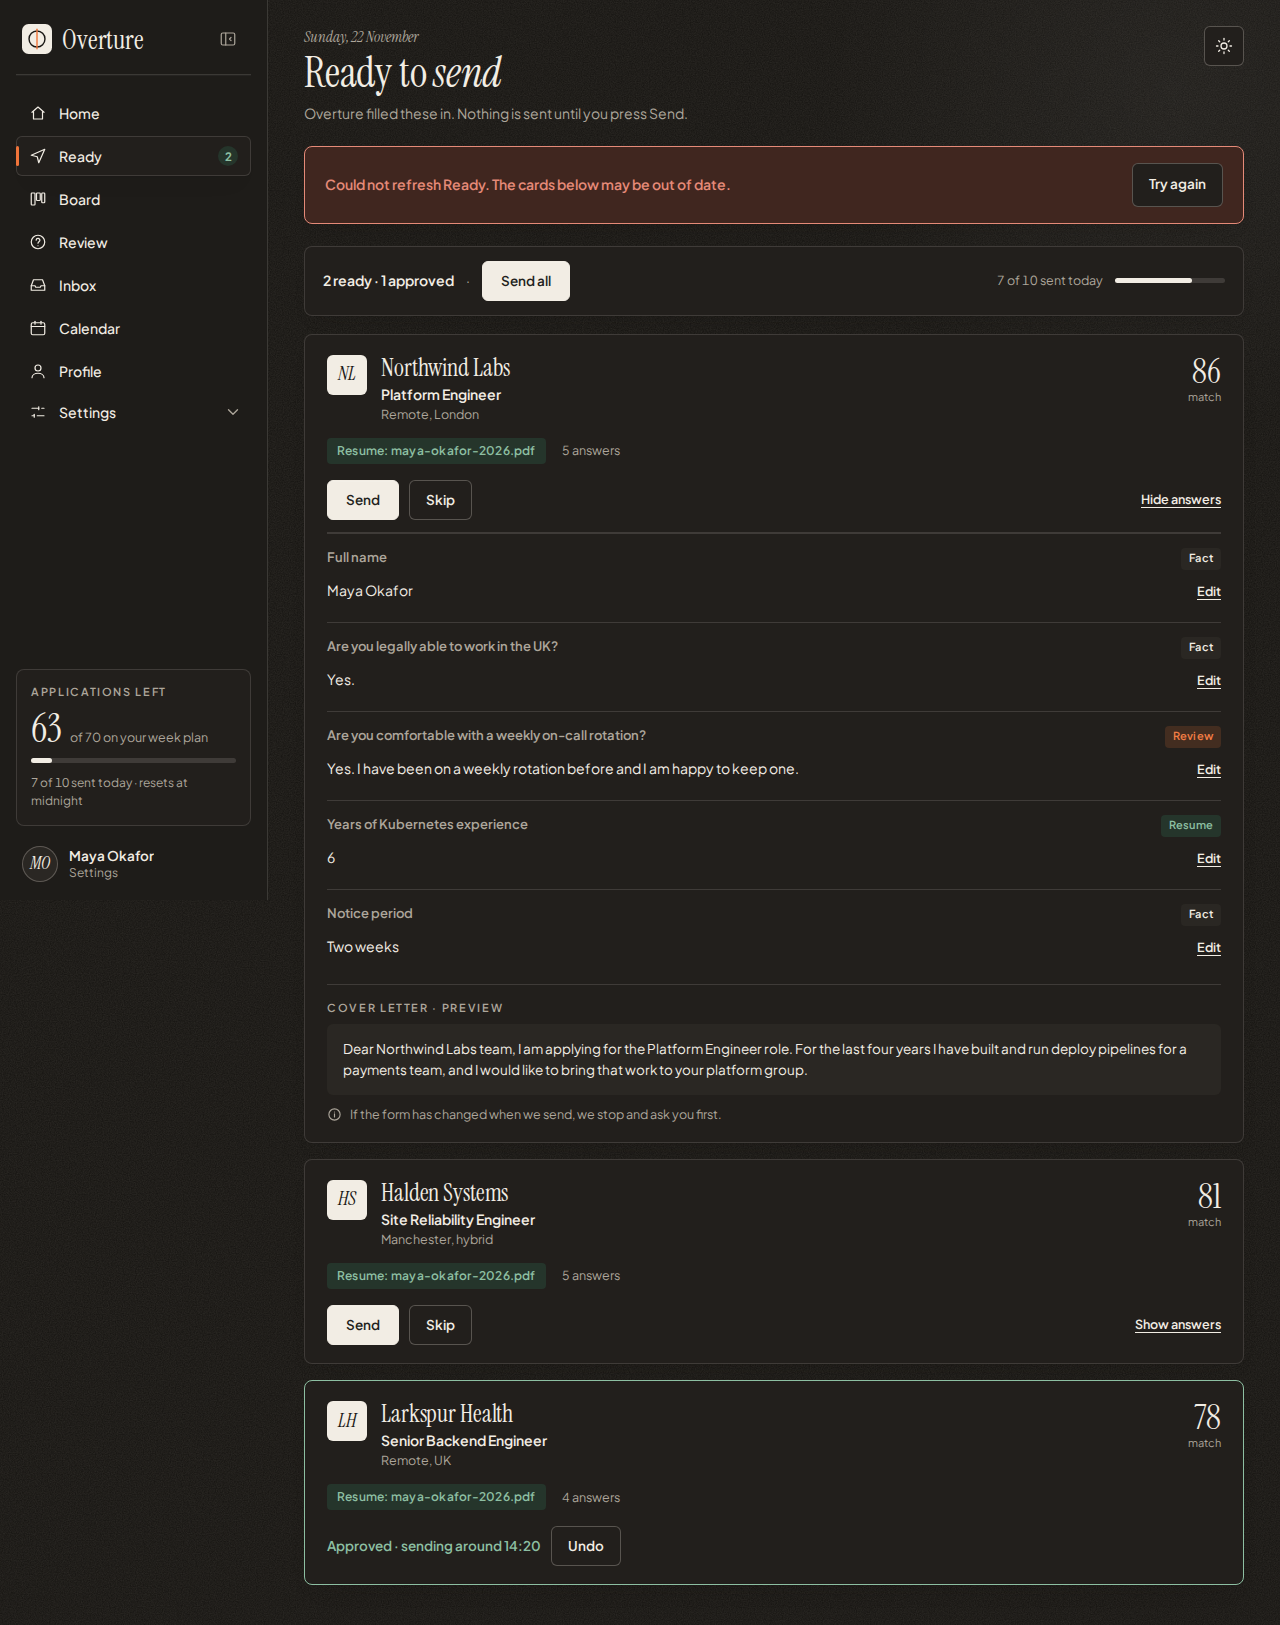 Overture
Home
Ready 2
Board
Review
Inbox
Calendar
Profile
Settings
APPLICATIONS LEFT
63 of 70 on your week plan
7 of 10 sent today · resets at
midnight
MO
Maya Okafor
Settings
Sunday, 22 November
Ready to send
Overture filled these in. Nothing is sent until you press Send.
Could not refresh Ready. The cards below may be out of date.
Try again
2 ready · 1 approved · Send all
7 of 10 sent today
NL
Northwind Labs
Platform Engineer
Remote, London
86
match
Resume: maya-okafor-2026.pdf 5 answers
Send Skip Hide answers
Full name Fact
Maya Okafor Edit
Are you legally able to work in the UK? Fact
Yes. Edit
Are you comfortable with a weekly on-call rotation? Review
Yes. I have been on a weekly rotation before and I am happy to keep one. Edit
Years of Kubernetes experience Resume
6 Edit
Notice period Fact
Two weeks Edit
COVER LETTER · PREVIEW
Dear Northwind Labs team, I am applying for the Platform Engineer role. For the last four years I have built and run deploy pipelines for a
payments team, and I would like to bring that work to your platform group.
If the form has changed when we send, we stop and ask you first.
HS
Halden Systems
Site Reliability Engineer
Manchester, hybrid
81
match
Resume: maya-okafor-2026.pdf 5 answers
Send Skip Show answers
LH
Larkspur Health
Senior Backend Engineer
Remote, UK
78
match
Resume: maya-okafor-2026.pdf 4 answers
Approved · sending around 14:20 Undo